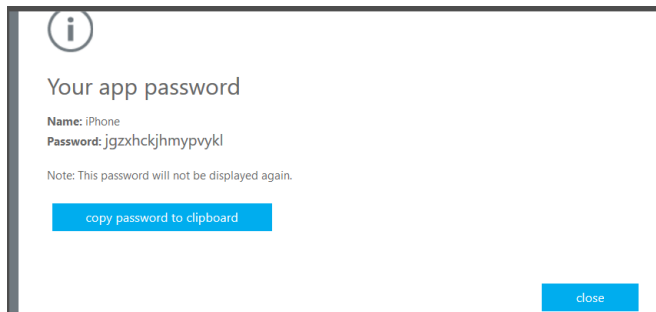 Your app password
Name: iPhone
Password: jgzxhckjhmypvykl
Note: This password will not be displayed again.
copy password to clipboard
close